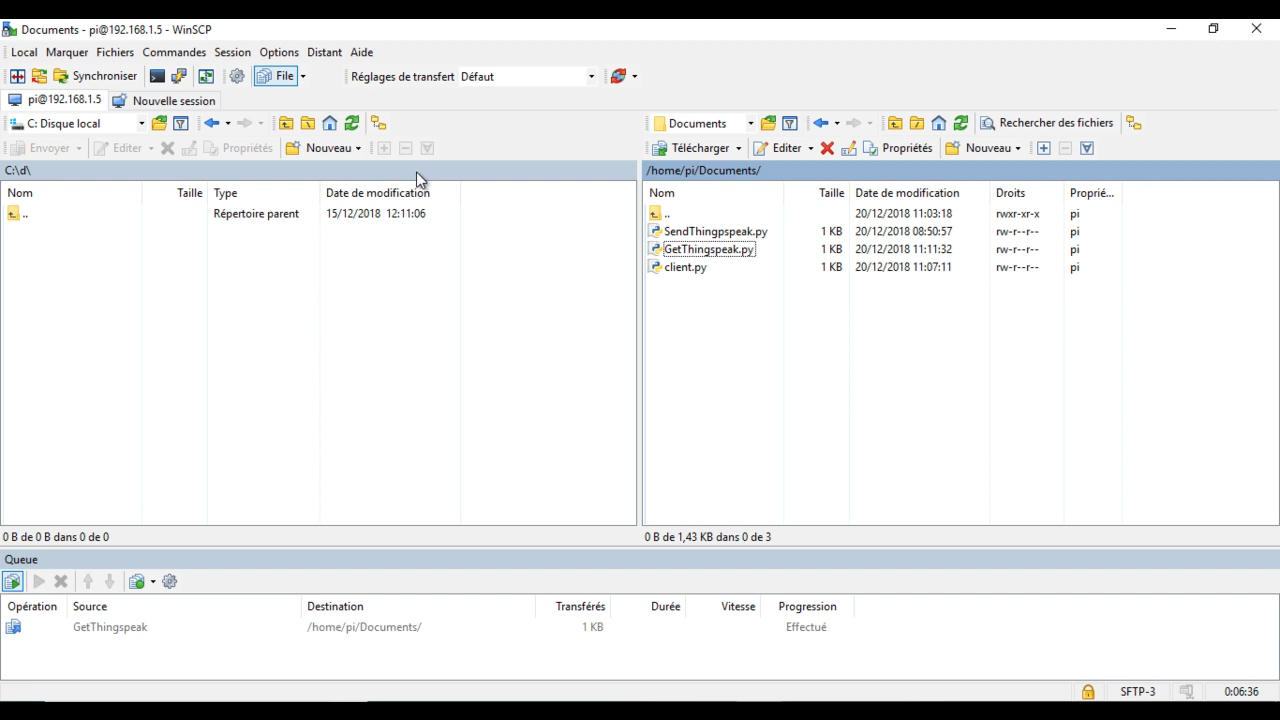 Documents - pi@192.168.1.5 - WinSCP
Local Marquer Fichiers Commandes Session Options Distant Aide
Synchroniser File Réglages de transfert Défaut
pi@192.168.1.5 Nouvelle session
C: Disque local
Documents Rechercher des fichiers
Envoyer Editer Propriétés Nouveau
Télécharger Editer Propriétés Nouveau
C:\d\
Nom Taille Type Date de modification
.. Répertoire parent 15/12/2018 12:11:06
0 B de 0 B dans 0 de 0
/home/pi/Documents/
Nom Taille Date de modification Droits Proprié...
.. 20/12/2018 11:03:18 rwxr-xr-x pi
SendThingpspeak.py 1 KB 20/12/2018 08:50:57 rw-r--r-- pi
GetThingspeak.py 1 KB 20/12/2018 11:11:32 rw-r--r-- pi
client.py 1 KB 20/12/2018 11:07:11 rw-r--r-- pi
0 B de 1,43 KB dans 0 de 3
Queue
Opération Source Destination Transférés Durée Vitesse Progression
GetThingspeak /home/pi/Documents/ 1 KB Effectué
SFTP-3 0:06:36